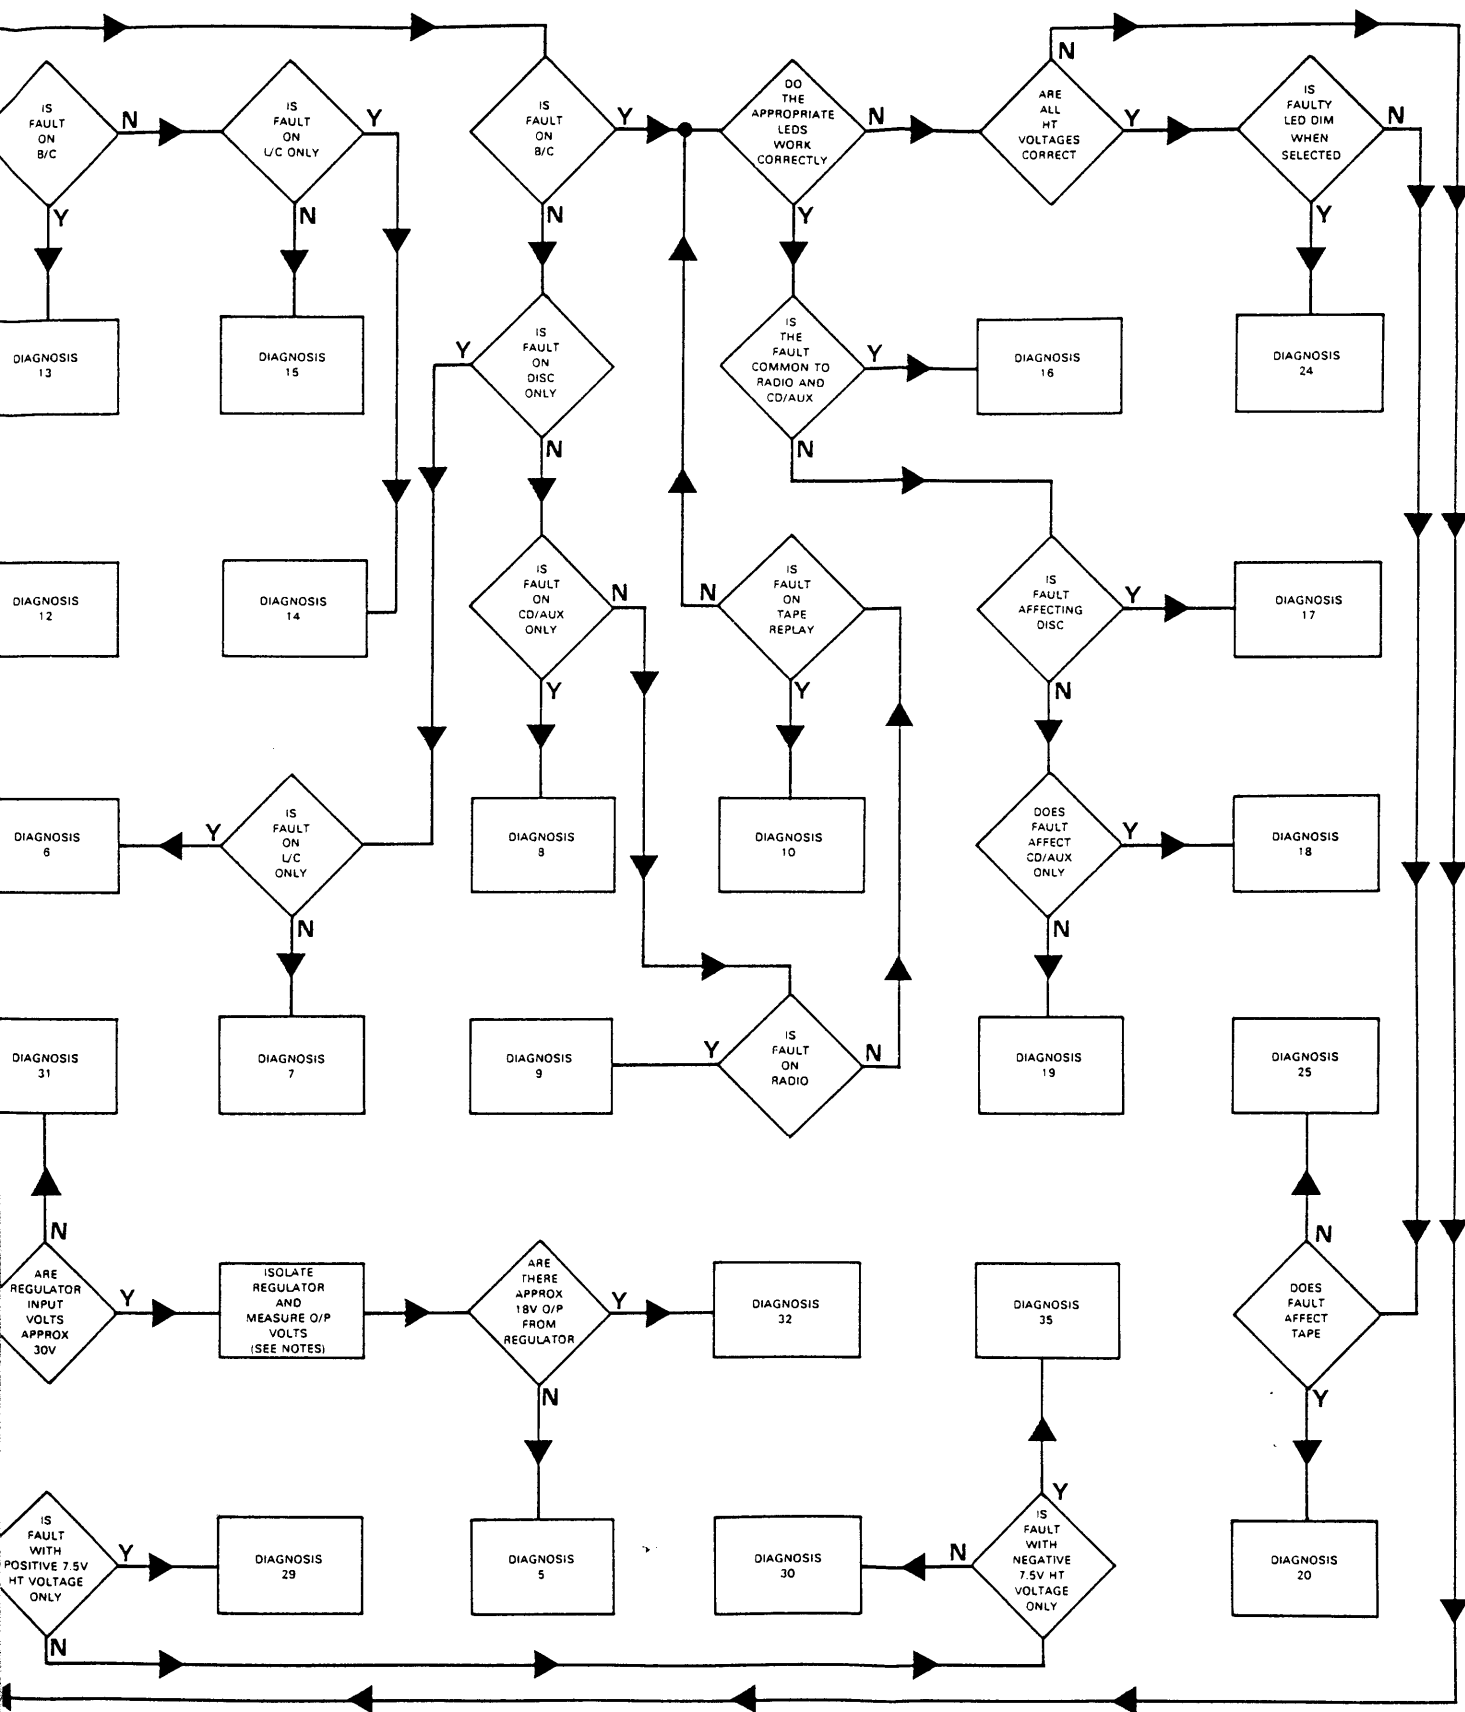 N
IS
FAULT
ON
B/C
N
IS
FAULT
ON
L/C ONLY
Y
IS
FAULT
ON
B/C
Y
DO
THE
APPROPRIATE
LEDS
WORK
CORRECTLY
N
ARE
ALL
HT
VOLTAGES
CORRECT
Y
IS
FAULTY
LED DIM
WHEN
SELECTED
N
Y
N
N
Y
Y
DIAGNOSIS
13
DIAGNOSIS
15
Y
IS
FAULT
ON
DISC
ONLY
N
IS
THE
FAULT
COMMON TO
RADIO AND
CD/AUX
Y
N
DIAGNOSIS
16
DIAGNOSIS
24
DIAGNOSIS
12
DIAGNOSIS
14
IS
FAULT
ON
CD/AUX
ONLY
N
Y
N
IS
FAULT
ON
TAPE
REPLAY
Y
IS
FAULT
AFFECTING
DISC
Y
N
DIAGNOSIS
17
DIAGNOSIS
6
Y
IS
FAULT
ON
L/C
ONLY
N
DIAGNOSIS
8
DIAGNOSIS
10
DOES
FAULT
AFFECT
CD/AUX
ONLY
Y
N
DIAGNOSIS
18
DIAGNOSIS
31
DIAGNOSIS
7
DIAGNOSIS
9
Y
IS
FAULT
ON
RADIO
N
DIAGNOSIS
19
DIAGNOSIS
25
N
ARE
REGULATOR
INPUT
VOLTS
APPROX
30V
Y
ISOLATE
REGULATOR
AND
MEASURE O/P
VOLTS
(SEE NOTES)
ARE
THERE
APPROX
18V O/P
FROM
REGULATOR
Y
N
DIAGNOSIS
32
DIAGNOSIS
35
N
DOES
FAULT
AFFECT
TAPE
Y
IS
FAULT
WITH
POSITIVE 7.5V
HT VOLTAGE
ONLY
Y
N
DIAGNOSIS
29
DIAGNOSIS
5
DIAGNOSIS
30
N
Y
IS
FAULT
WITH
NEGATIVE
7.5V HT
VOLTAGE
ONLY
DIAGNOSIS
20